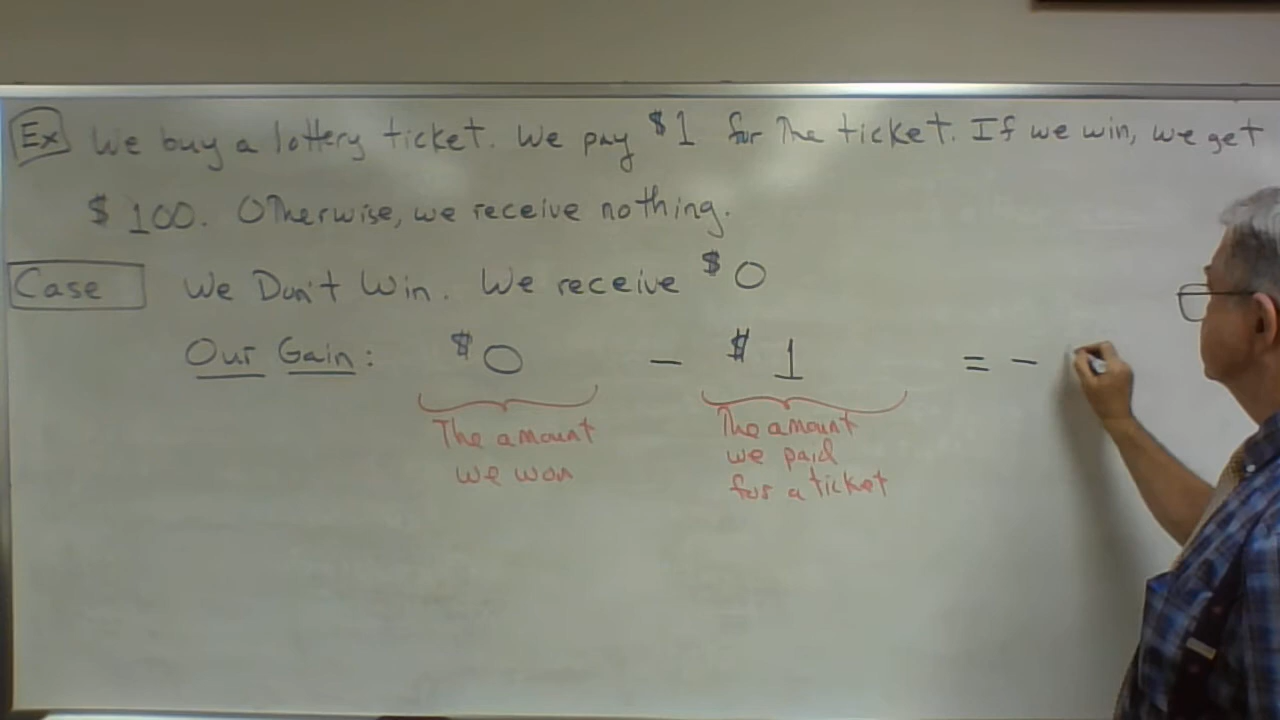 Ex We buy a lottery ticket. We pay $1 for the ticket. If we win, we get
$100. Otherwise, we receive nothing.
Case We Don't Win. We receive $0
Our Gain: $0 - $1 = -
The amount we won
The amount we paid for a ticket